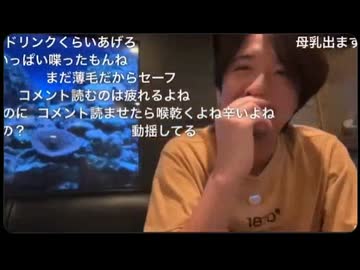 ドリンクくらいあげろ
母乳出ます
いっぱい喋ったもんね
まだ薄毛だからセーフ
コメント読むのは疲れるよね
のに
コメント読ませたら喉乾くよね辛いよね
の?
動揺してる